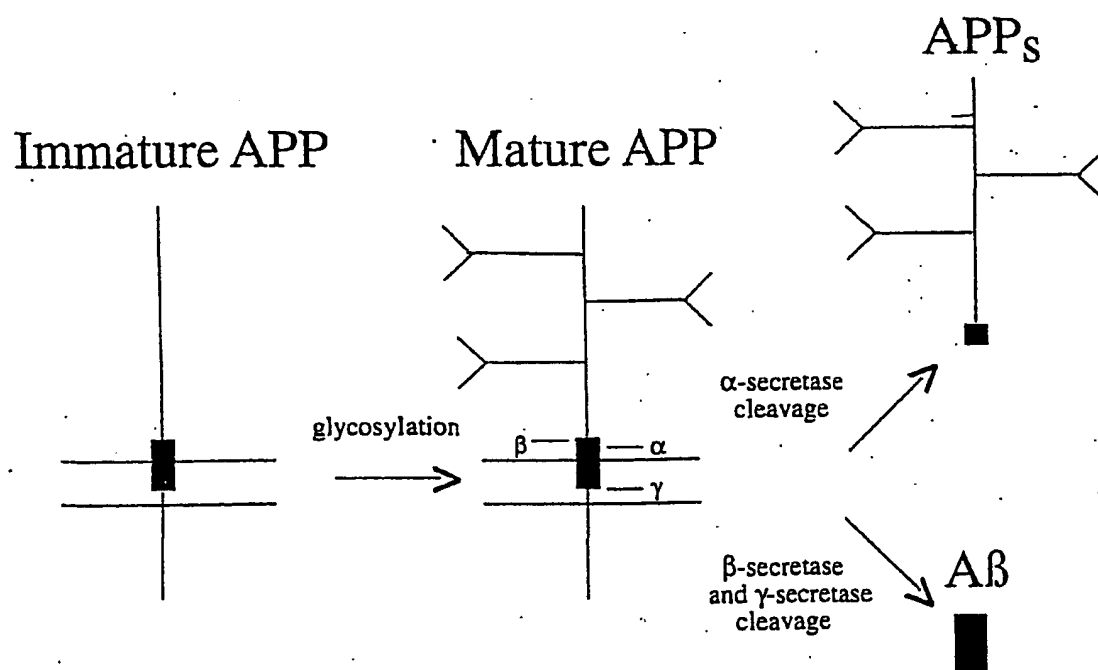 APPs
Immature APP
Mature APP
glycosylation
β
α
γ
α-secretase
cleavage
β-secretase
and γ-secretase
cleavage
Aß